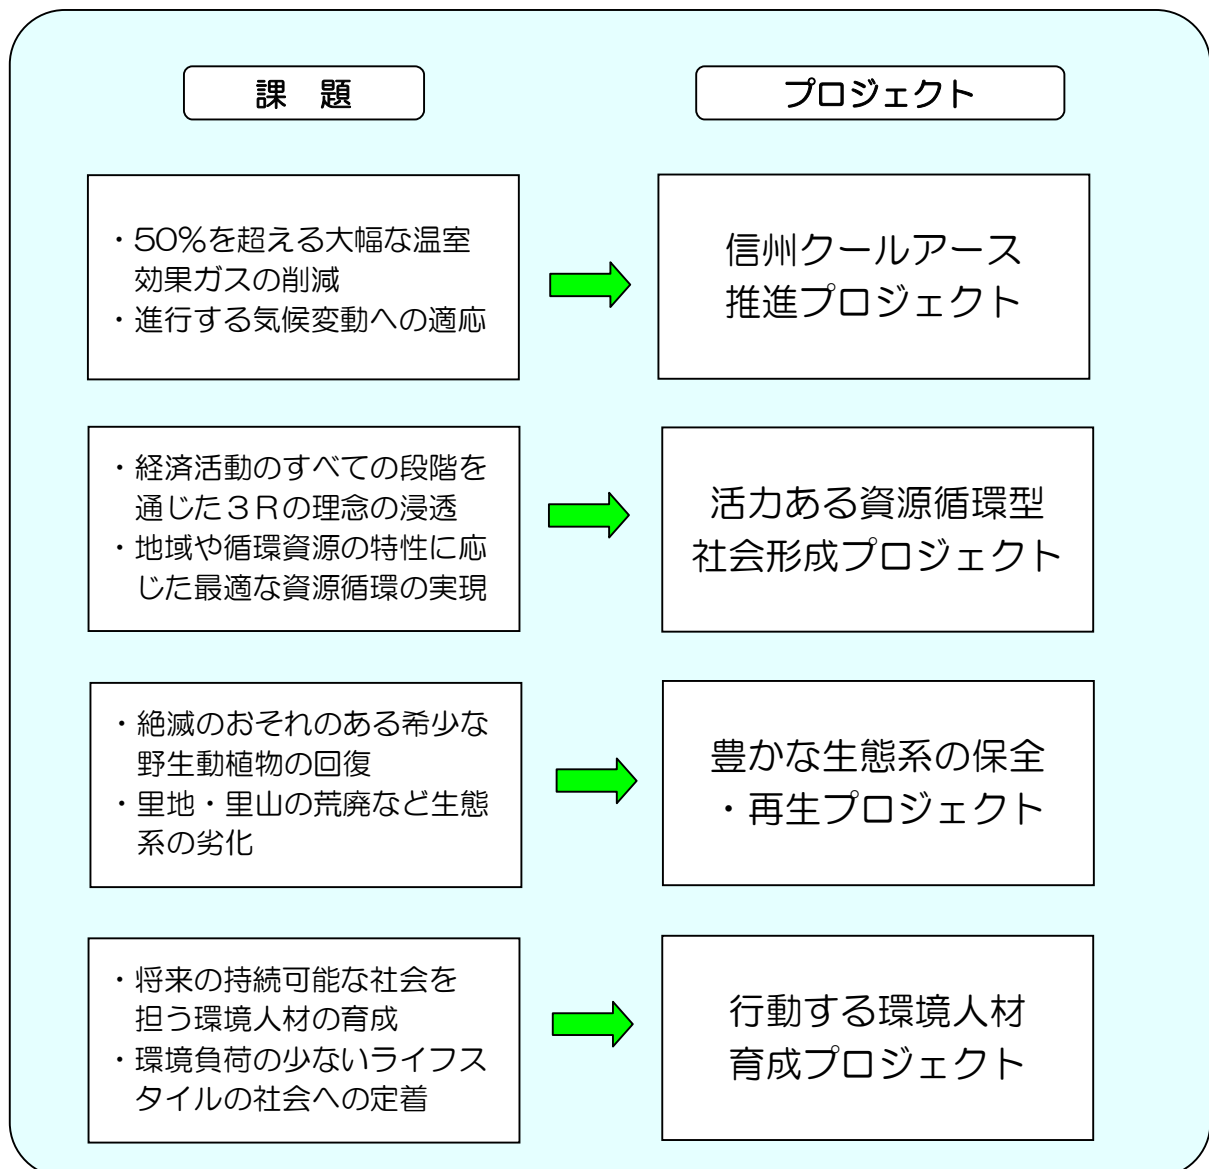 課　題
プロジェクト
・50％を超える大幅な温室
効果ガスの削減
・進行する気候変動への適応
信州クールアース
推進プロジェクト
・経済活動のすべての段階を
通じた３Ｒの理念の浸透
・地域や循環資源の特性に応
じた最適な資源循環の実現
活力ある資源循環型
社会形成プロジェクト
・絶滅のおそれのある希少な
野生動植物の回復
・里地・里山の荒廃など生態
系の劣化
豊かな生態系の保全
・再生プロジェクト
・将来の持続可能な社会を
担う環境人材の育成
・環境負荷の少ないライフス
タイルの社会への定着
行動する環境人材
育成プロジェクト